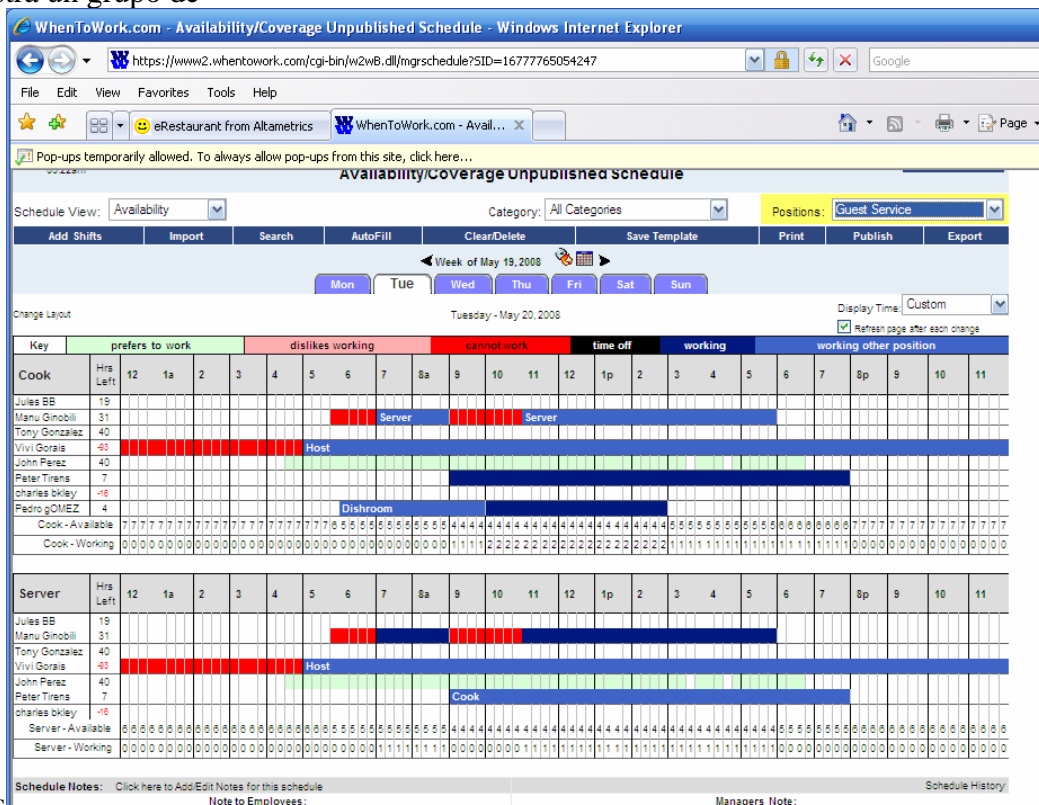 stra un grupo de
WhenToWork.com - Availability/Coverage Unpublished Schedule - Windows Internet Explorer
https://www2.whentowork.com/cgi-bin/w2wB.dll/mgrschedule?SID=16777765054247
Google
File Edit View Favorites Tools Help
eRestaurant from Altametrics WhenToWork.com - Avail... Page
Pop-ups temporarily allowed. To always allow pop-ups from this site, click here...
Availability/Coverage Unpublished Schedule
Schedule View: Availability Category: All Categories Positions: Guest Service
Add Shifts Import Search AutoFill Clear/Delete Save Template Print Publish Export
Week of May 19, 2008
Mon Tue Wed Thu Fri Sat Sun
Change Layout Tuesday - May 20, 2008 Display Time: Custom
Refresh page after each change
Key prefers to work dislikes working cannot work time off working working other position
Cook Hrs Left 12 1a 2 3 4 5 6 7 8a 9 10 11 12 1p 2 3 4 5 6 7 8p 9 10 11
Jules BB 19
Manu Ginobili 31 Server Server
Tony Gonzalez 40
Vivi Gorais -93 Host
John Perez 40
Peter Tirens 7
charles bkley -16
Pedro gOMEZ 4 Dishroom
Cook - Available
Cook - Working
Server Hrs Left 12 1a 2 3 4 5 6 7 8a 9 10 11 12 1p 2 3 4 5 6 7 8p 9 10 11
Jules BB 19
Manu Ginobili 31
Tony Gonzalez 40
Vivi Gorais -93 Host
John Perez 40
Peter Tirens 7 Cook
charles bkley -16
Server - Available
Server - Working
Schedule Notes: Click here to Add/Edit Notes for this schedule Schedule History
Note to Employees: Managers Note: